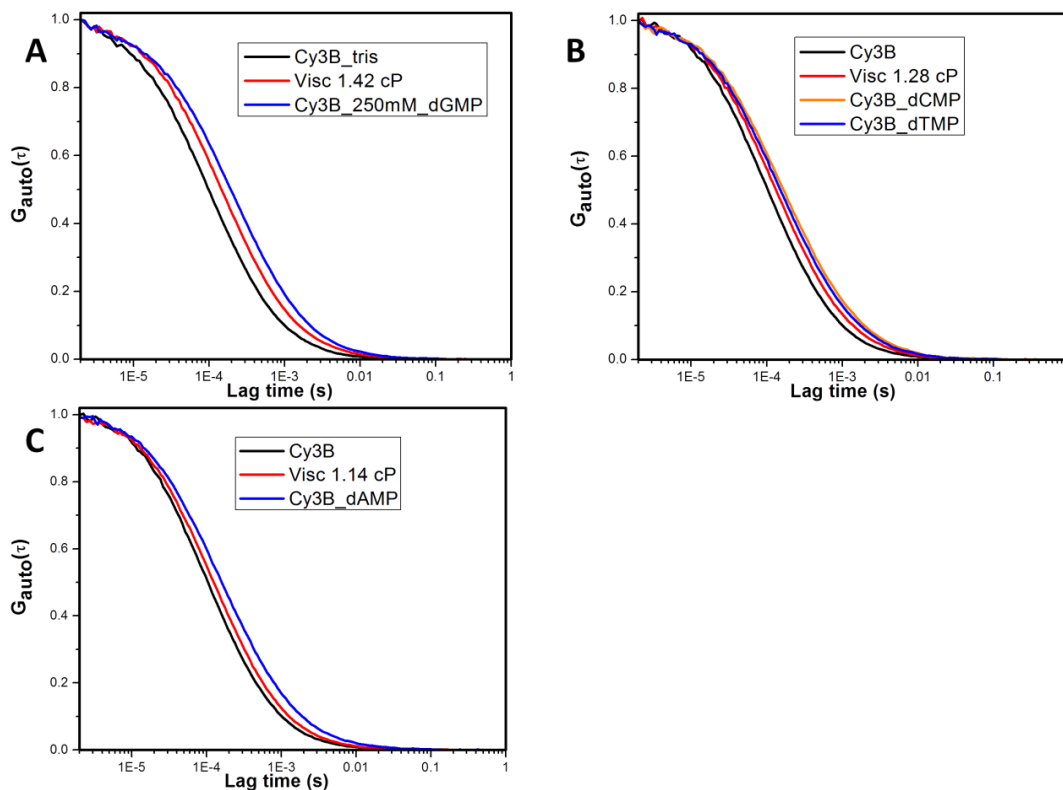 A
Cy3B_tris
Visc 1.42 cP
Cy3B_250mM_dGMP
1.0
0.8
0.6
0.4
0.2
0.0
Gauto(τ)
1E-5 1E-4 1E-3 0.01 0.1 1
Lag time (s)
B
Cy3B
Visc 1.28 cP
Cy3B_dCMP
Cy3B_dTMP
1.0
0.8
0.6
0.4
0.2
0.0
Gauto(τ)
1E-5 1E-4 1E-3 0.01 0.1
Lag time (s)
C
Cy3B
Visc 1.14 cP
Cy3B_dAMP
1.0
0.8
0.6
0.4
0.2
0.0
Gauto(τ)
1E-5 1E-4 1E-3 0.01 0.1 1
Lag time (s)